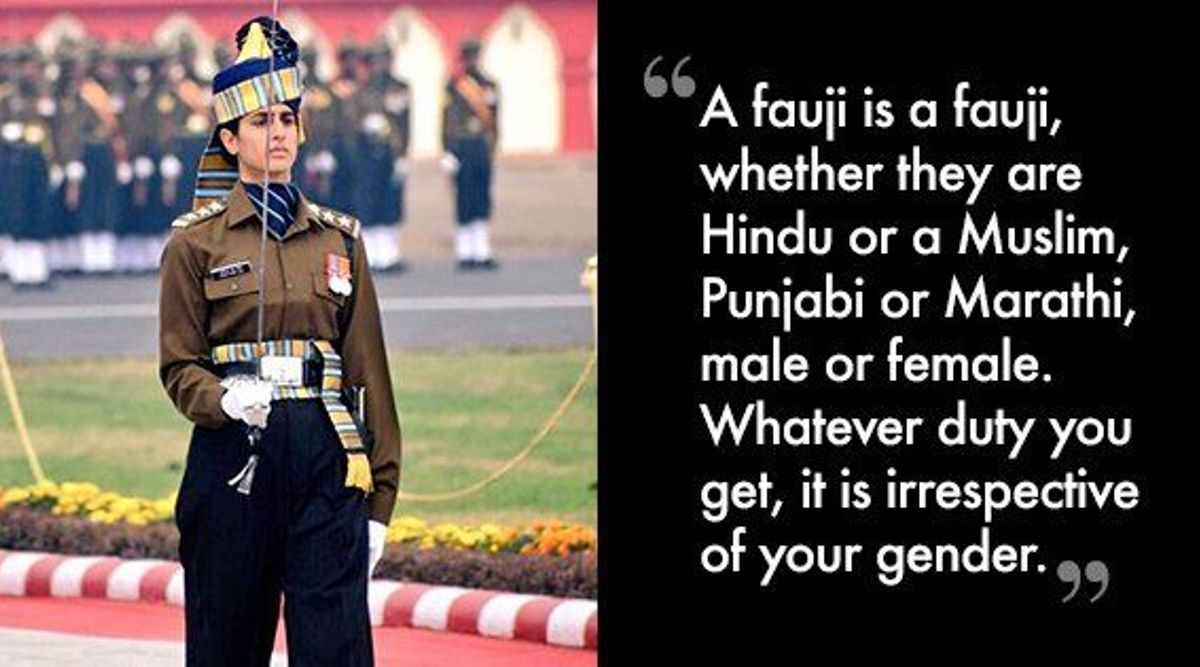 “A fauji is a fauji,
whether they are
Hindu or a Muslim,
Punjabi or Marathi,
male or female.
Whatever duty you
get, it is irrespective
of your gender.”